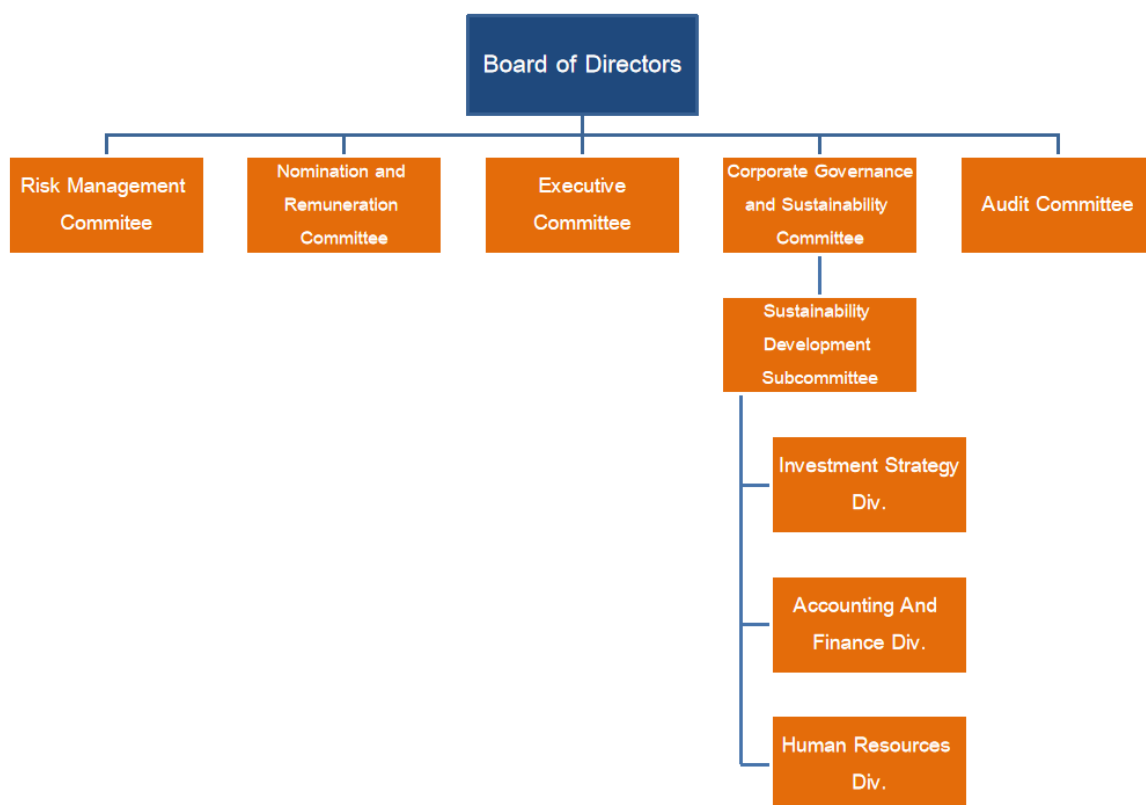 Board of Directors
Risk Management
Commitee
Nomination and
Remuneration
Committee
Executive
Committee
Corporate Governance
and Sustainability
Committee
Audit Committee
Sustainability
Development
Subcommittee
Investment Strategy
Div.
Accounting And
Finance Div.
Human Resources
Div.